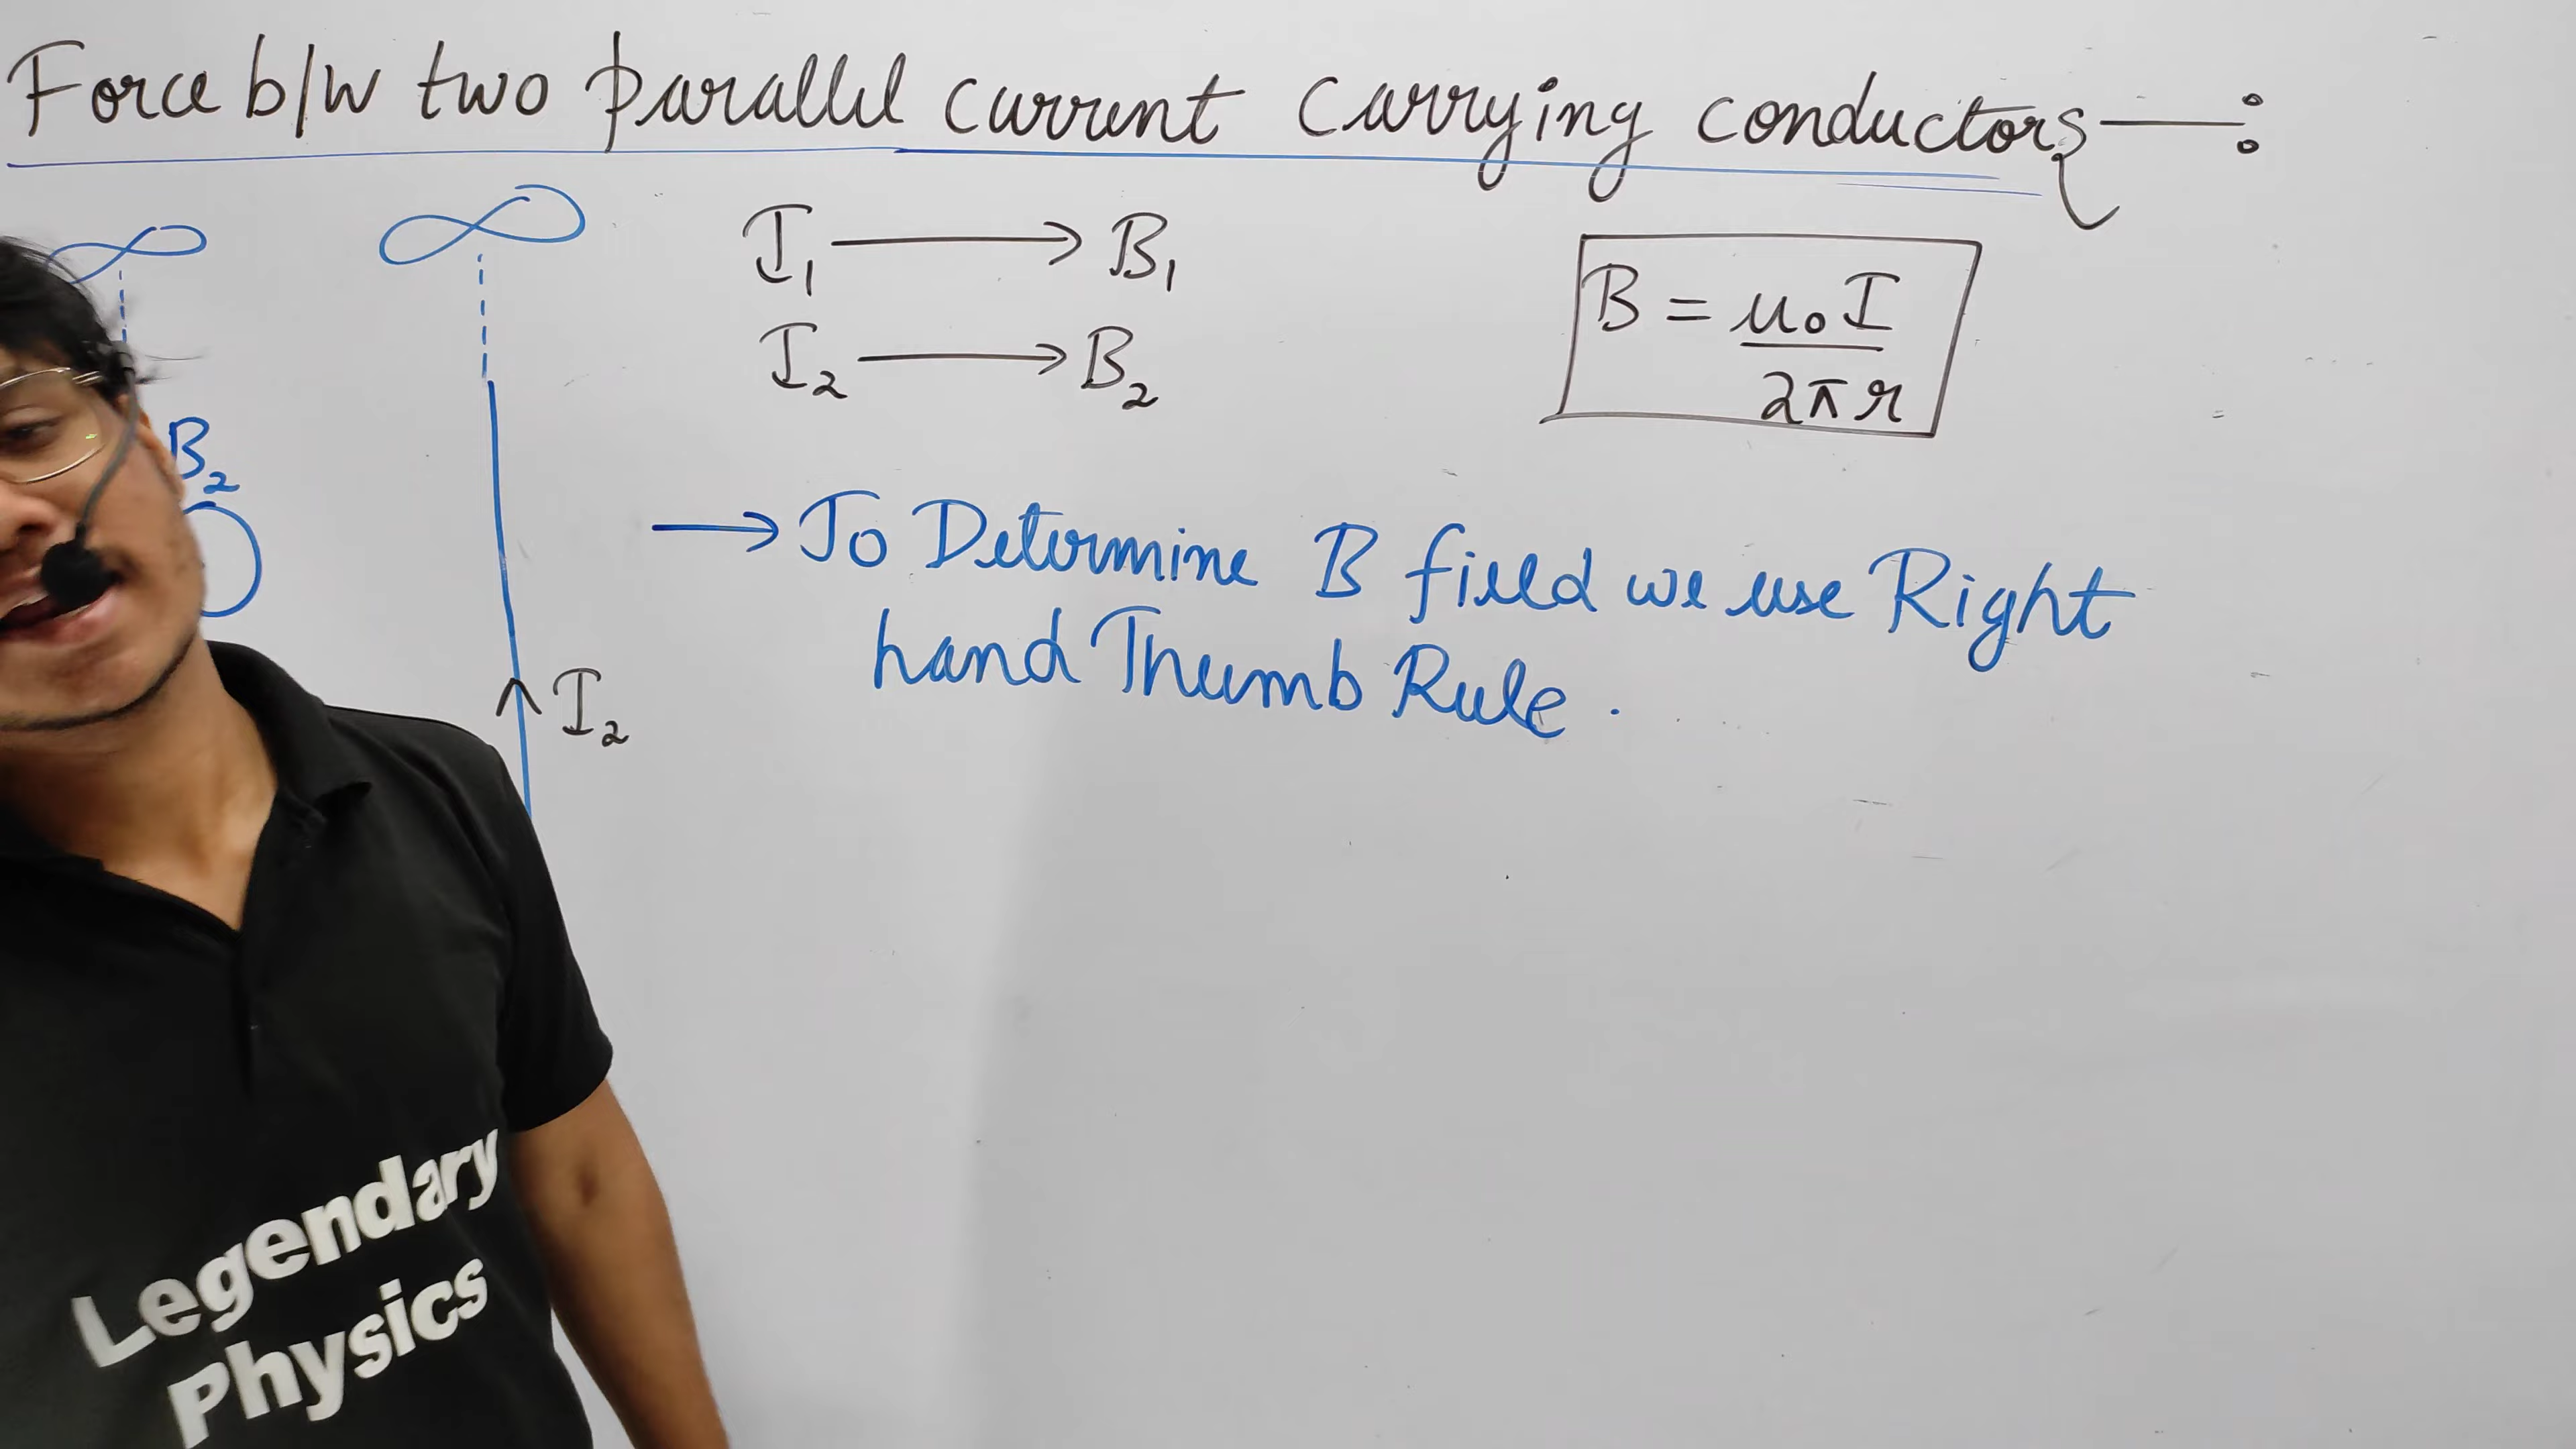 Force b/w two parallel current carrying conductors —:
I₁ → B₁
I₂ → B₂
B = μ₀I / 2πr
B₂
→ To Determine B field we use Right
hand Thumb Rule.
I₂
Legendary
Physics